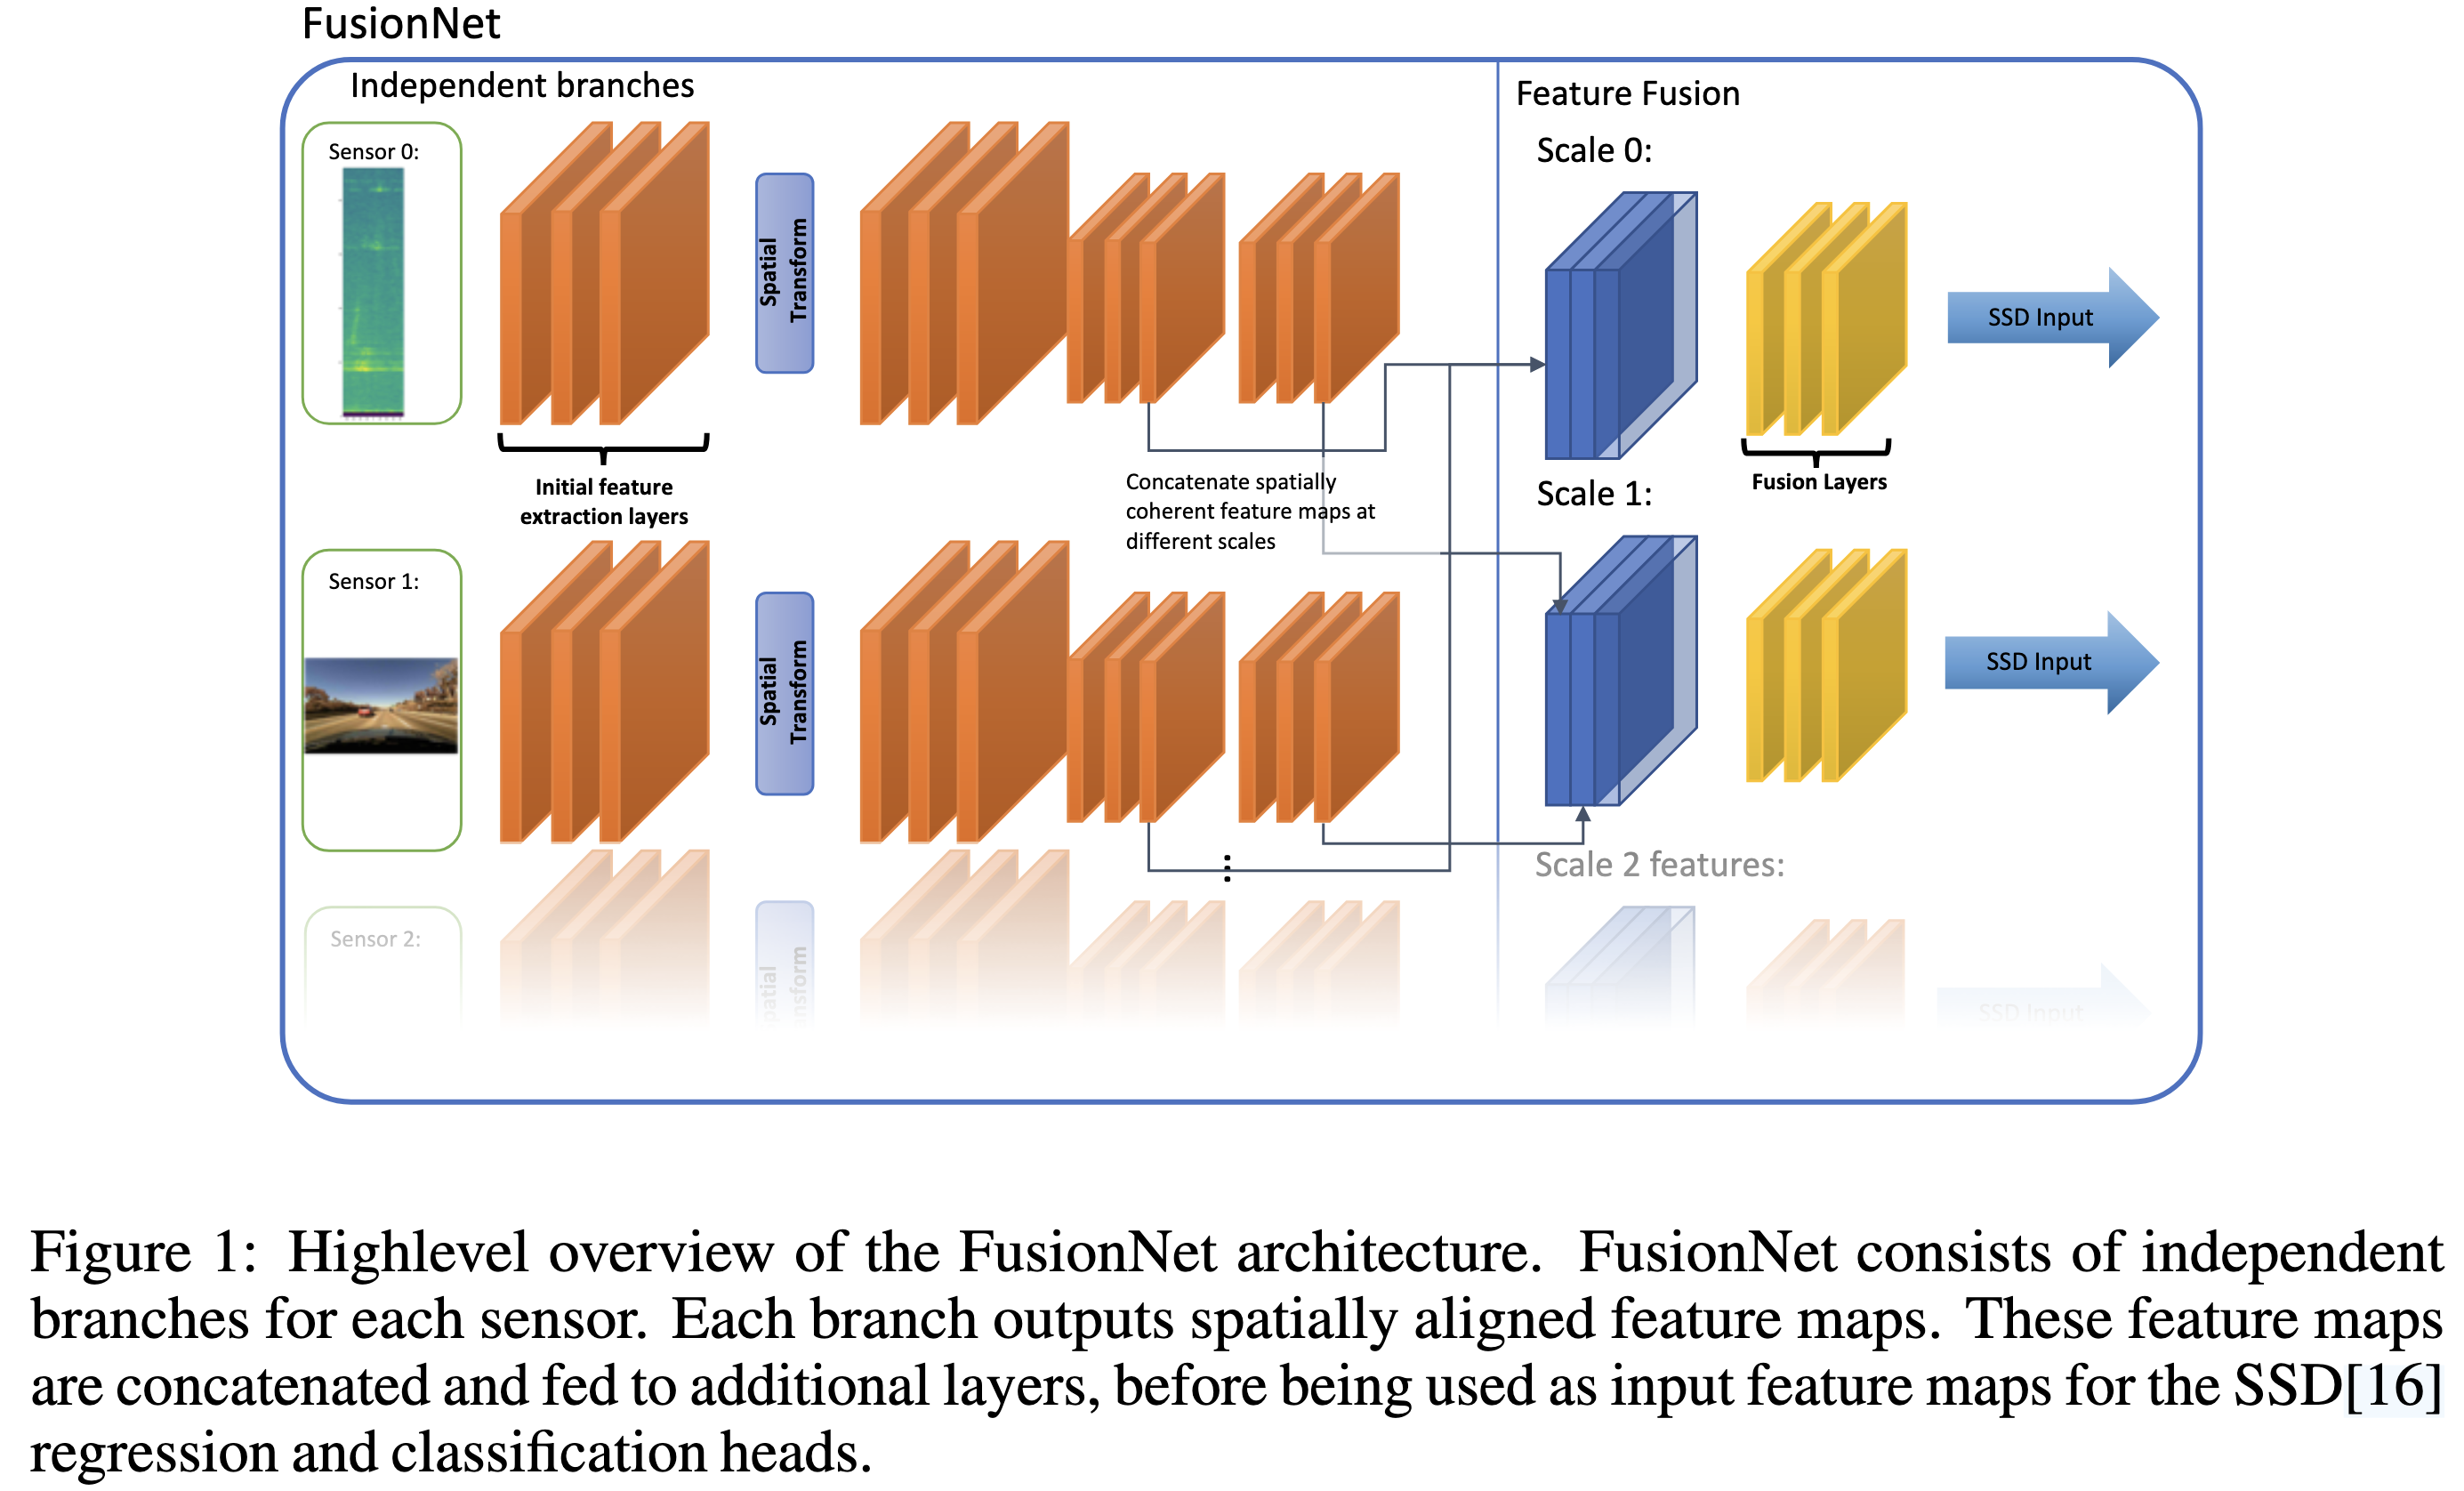 FusionNet
Independent branches
Feature Fusion
Sensor 0:
Scale 0:
Spatial
Transform
SSD Input
Initial feature
extraction layers
Concatenate spatially
coherent feature maps at
different scales
Scale 1:
Fusion Layers
Sensor 1:
Spatial
Transform
SSD Input
Scale 2 features:
Sensor 2:
SSD Input
Figure 1: Highlevel overview of the FusionNet architecture. FusionNet consists of independent
branches for each sensor. Each branch outputs spatially aligned feature maps. These feature maps
are concatenated and fed to additional layers, before being used as input feature maps for the SSD[16]
regression and classification heads.